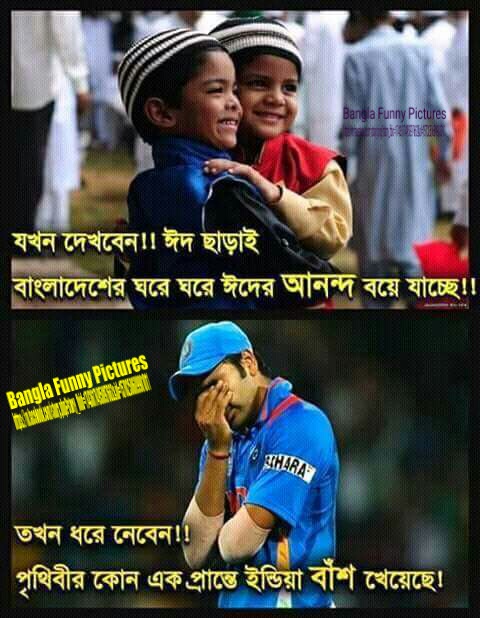 Bangla Funny Pictures
যখন দেখবেন!! ঈদ ছাড়াই
বাংলাদেশের ঘরে ঘরে ঈদের আনন্দ বয়ে যাচ্ছে!!
Bangla Funny Pictures
SAHARA
তখন ধরে নেবেন!!
পৃথিবীর কোন এক প্রান্তে ইন্ডিয়া বাঁশ খেয়েছে!